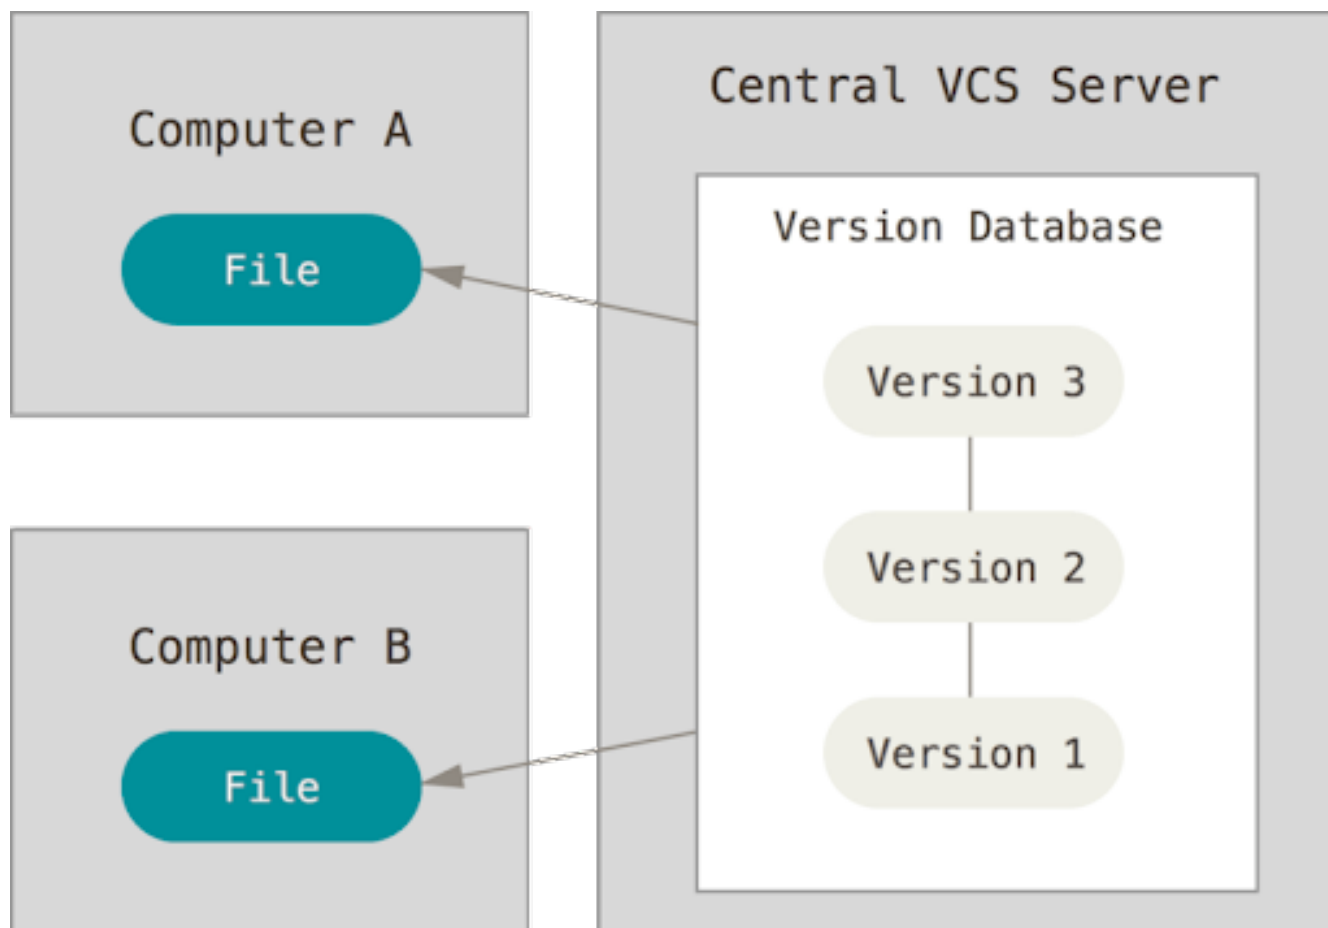 Computer A
File
Computer B
File
Central VCS Server
Version Database
Version 3
Version 2
Version 1